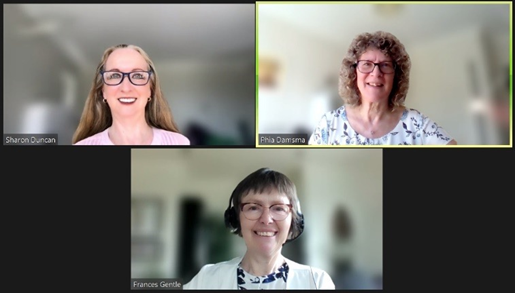 Sharon Duncan
Phia Damsma
Frances Gentle